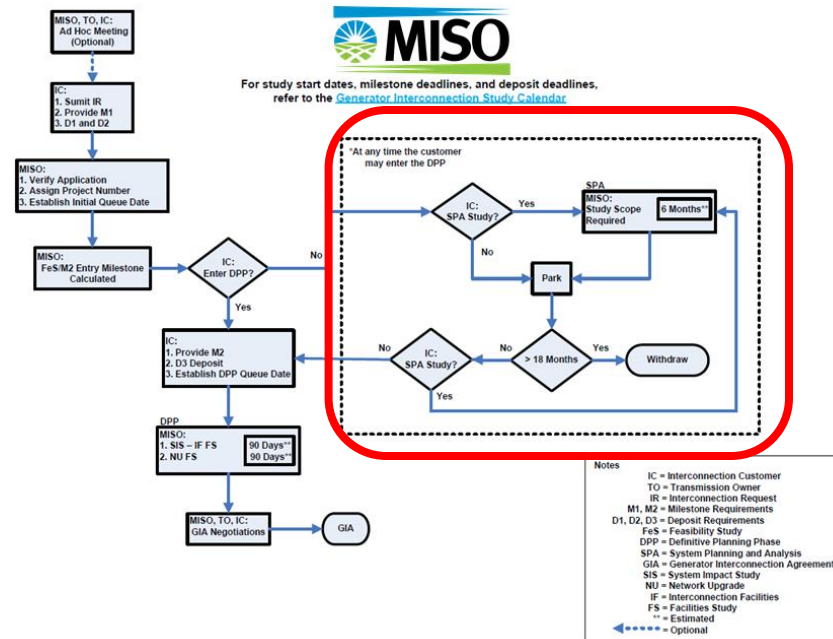 MISO, TO, IC:
Ad Hoc Meeting
(Optional)
MISO
For study start dates, milestone deadlines, and deposit deadlines,
refer to the Generator Interconnection Study Calendar
IC:
1. Sumit IR
2. Provide M1
3. D1 and D2
MISO:
1. Verify Application
2. Assign Project Number
3. Establish Initial Queue Date
MISO:
FeS/M2 Entry Milestone
Calculated
IC:
Enter DPP?
No
Yes
*At any time the customer
may enter the DPP
IC:
SPA Study?
Yes
No
SPA
MISO:
Study Scope
Required
6 Months**
Park
> 18 Months
Yes
Withdraw
No
IC:
SPA Study?
No
Yes
IC:
1. Provide M2
2. D3 Deposit
3. Establish DPP Queue Date
DPP
MISO:
1. SIS – IF FS
2. NU FS
90 Days**
90 Days**
MISO, TO, IC:
GIA Negotiations
GIA
Notes
IC = Interconnection Customer
TO = Transmission Owner
IR = Interconnection Request
M1, M2 = Milestone Requirements
D1, D2, D3 = Deposit Requirements
FeS = Feasibility Study
DPP = Definitive Planning Phase
SPA = System Planning and Analysis
GIA = Generator Interconnection Agreement
SIS = System Impact Study
NU = Network Upgrade
IF = Interconnection Facilities
FS = Facilities Study
** = Estimated
= Optional